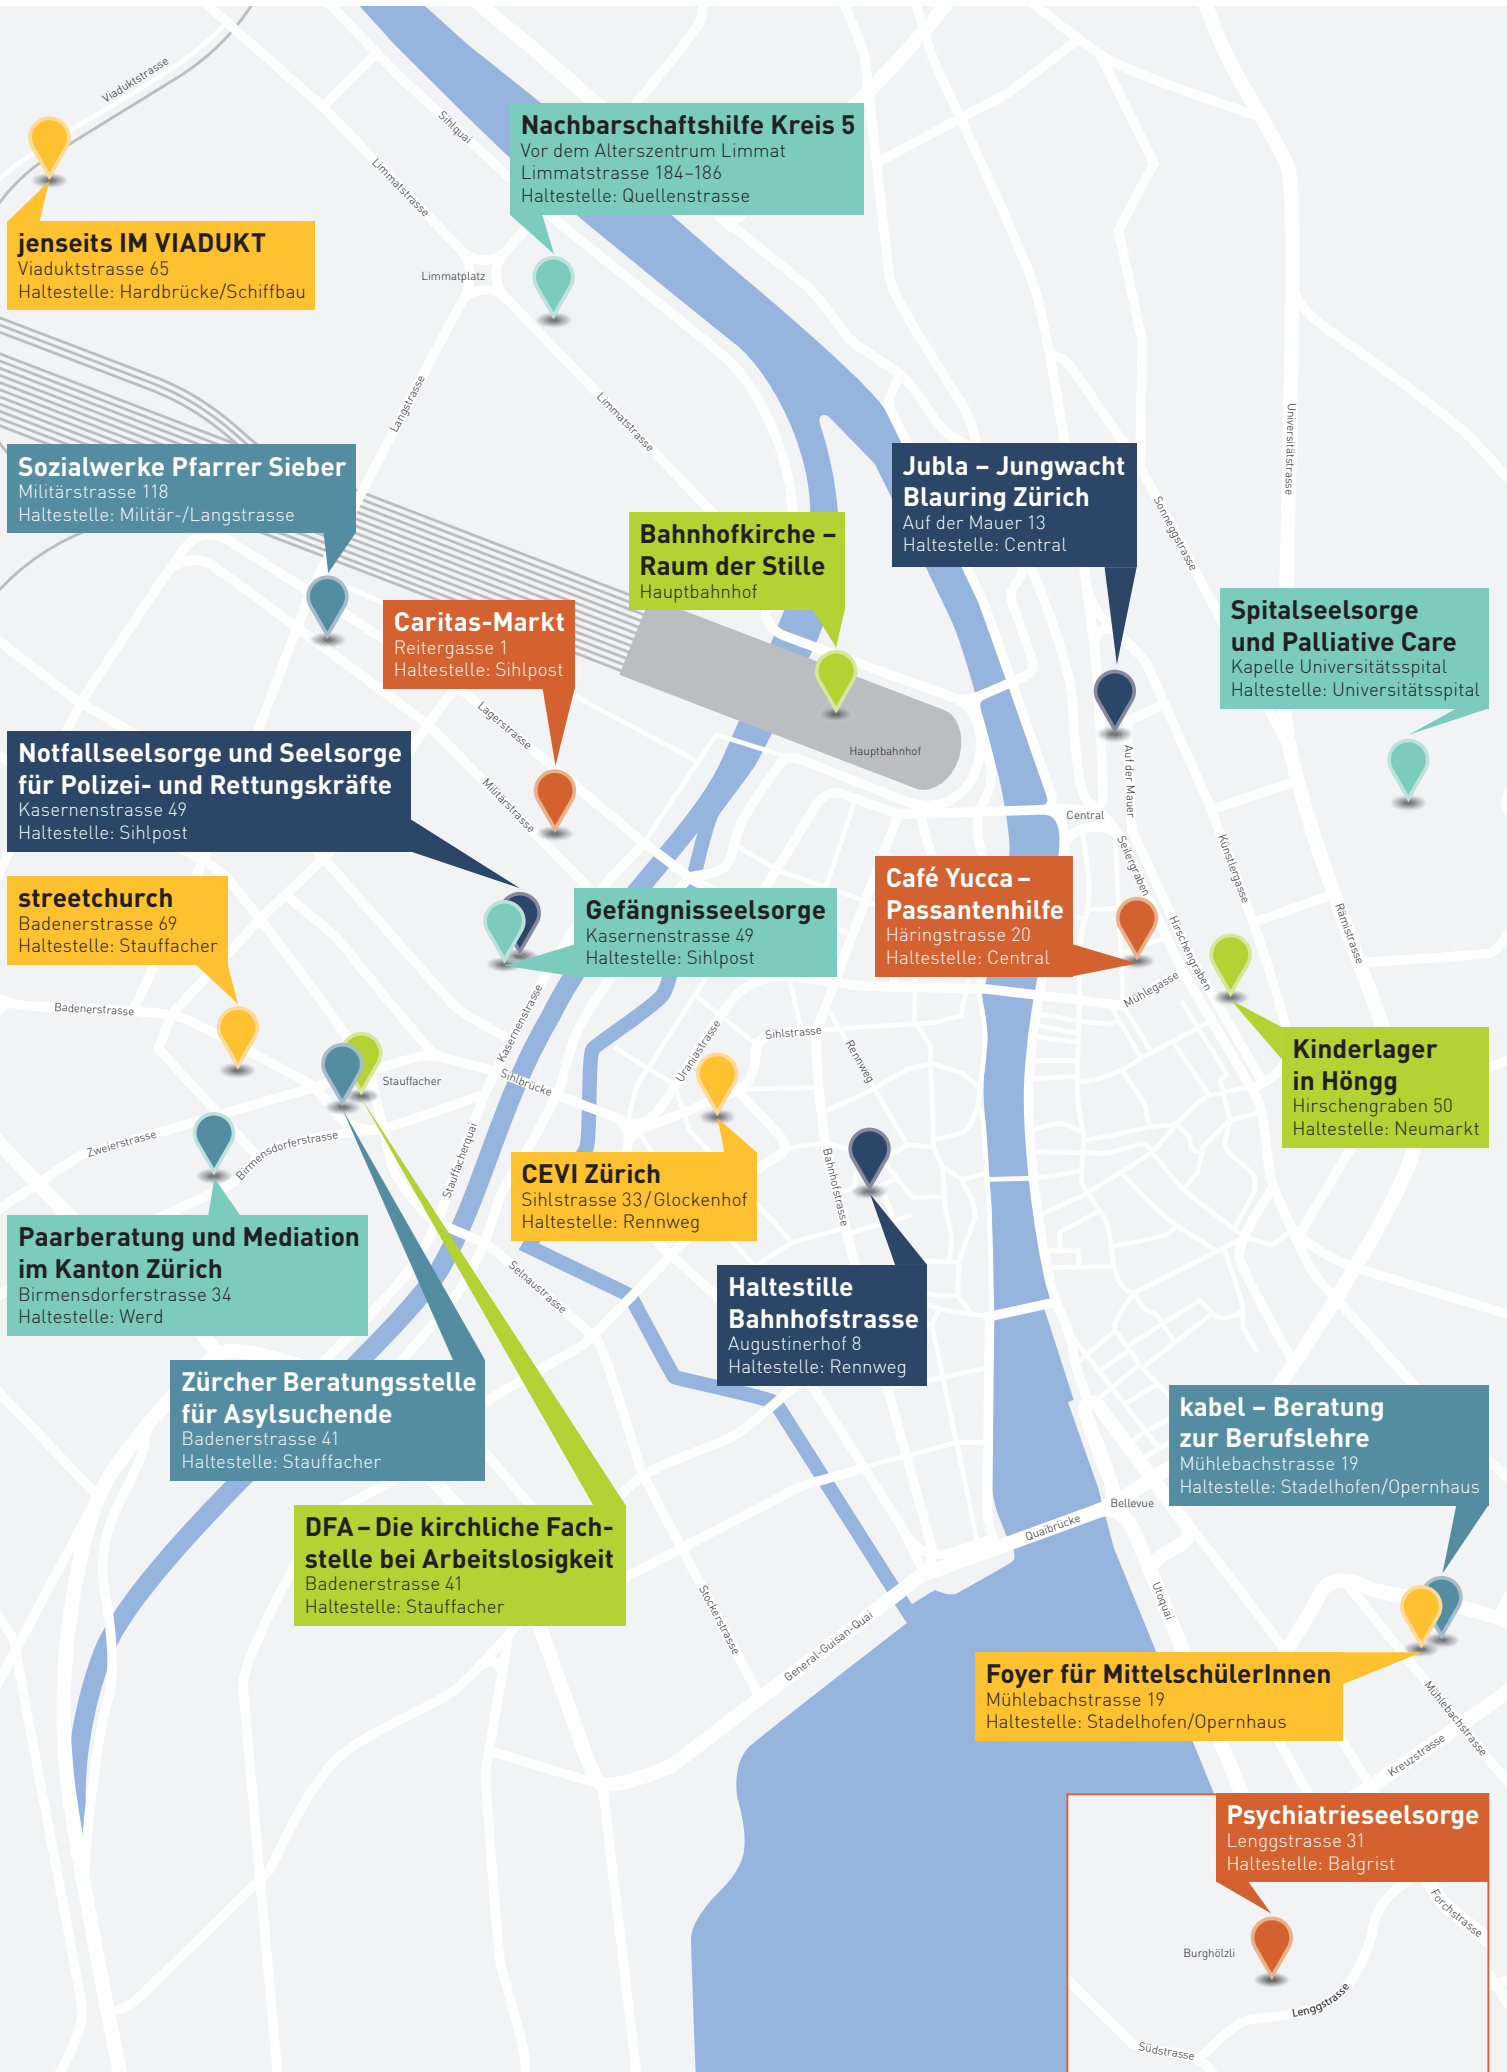 Viaduktstrasse
Sihlquai
Limmatstrasse
Nachbarschaftshilfe Kreis 5
Vor dem Alterszentrum Limmat
Limmatstrasse 184–186
Haltestelle: Quellenstrasse
jenseits IM VIADUKT
Viaduktstrasse 65
Haltestelle: Hardbrücke/Schiffbau
Limmatplatz
Langstrasse
Limmatstrasse
Universitätstrasse
Sozialwerke Pfarrer Sieber
Militärstrasse 118
Haltestelle: Militär-/Langstrasse
Jubla – Jungwacht
Blauring Zürich
Auf der Mauer 13
Haltestelle: Central
Sonneggstrasse
Bahnhofkirche –
Raum der Stille
Hauptbahnhof
Caritas-Markt
Reitergasse 1
Haltestelle: Sihlpost
Spitalseelsorge
und Palliative Care
Kapelle Universitätsspital
Haltestelle: Universitätsspital
Lagerstrasse
Militärstrasse
Hauptbahnhof
Auf der Mauer
Notfallseelsorge und Seelsorge
für Polizei- und Rettungskräfte
Kasernenstrasse 49
Haltestelle: Sihlpost
Central
Seilergraben
Künstlergasse
streetchurch
Badenerstrasse 69
Haltestelle: Stauffacher
Gefängnisseelsorge
Kasernenstrasse 49
Haltestelle: Sihlpost
Café Yucca –
Passantenhilfe
Häringstrasse 20
Haltestelle: Central
Hirschengraben
Rämistrasse
Mühlegasse
Badenerstrasse
Kasernenstrasse
Uraniastrasse
Sihlstrasse
Rennweg
Kinderlager
in Höngg
Hirschengraben 50
Haltestelle: Neumarkt
Stauffacher
Sihlbrücke
Zweierstrasse
Birmensdorferstrasse
Stauffacherquai
CEVI Zürich
Sihlstrasse 33/Glockenhof
Haltestelle: Rennweg
Bahnhofstrasse
Paarberatung und Mediation
im Kanton Zürich
Birmensdorferstrasse 34
Haltestelle: Werd
Selnaustrasse
Haltestille
Bahnhofstrasse
Augustinerhof 8
Haltestelle: Rennweg
Zürcher Beratungsstelle
für Asylsuchende
Badenerstrasse 41
Haltestelle: Stauffacher
kabel – Beratung
zur Berufslehre
Mühlebachstrasse 19
Haltestelle: Stadelhofen/Opernhaus
Bellevue
Quaibrücke
DFA – Die kirchliche Fach-
stelle bei Arbeitslosigkeit
Badenerstrasse 41
Haltestelle: Stauffacher
Stockerstrasse
General-Guisan-Quai
Utoquai
Foyer für MittelschülerInnen
Mühlebachstrasse 19
Haltestelle: Stadelhofen/Opernhaus
Mühlebachstrasse
Kreuzstrasse
Psychiatrieseelsorge
Lenggstrasse 31
Haltestelle: Balgrist
Forchstrasse
Burghölzli
Lenggstrasse
Südstrasse